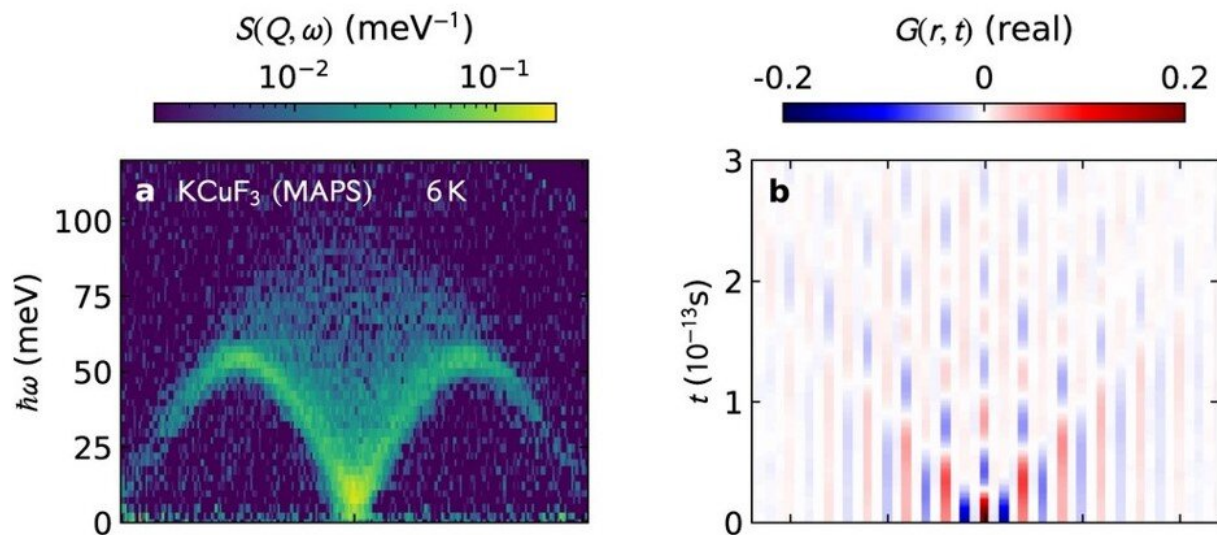 S(Q, ω) (meV⁻¹)
10⁻² 10⁻¹
G(r, t) (real)
-0.2 0 0.2
a KCuF₃ (MAPS) 6 K
100
75
50
25
0
ħω (meV)
b
3
2
1
0
t (10⁻¹³s)